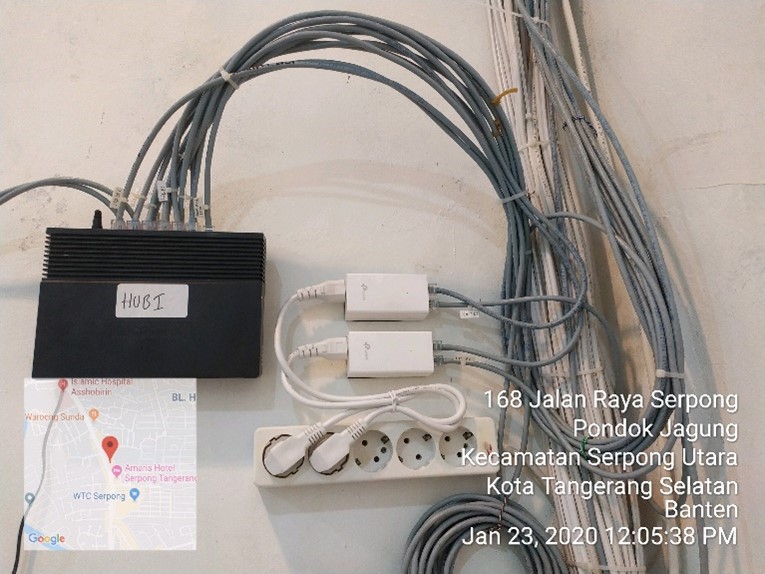 HUB I
Islamic Hospital
Asshobirin
BL. H
Waroeng Sunda
Amaris Hotel
Serpong Tangerang
WTC Serpong
Google
168 Jalan Raya Serpong
Pondok Jagung
Kecamatan Serpong Utara
Kota Tangerang Selatan
Banten
Jan 23, 2020 12:05:38 PM